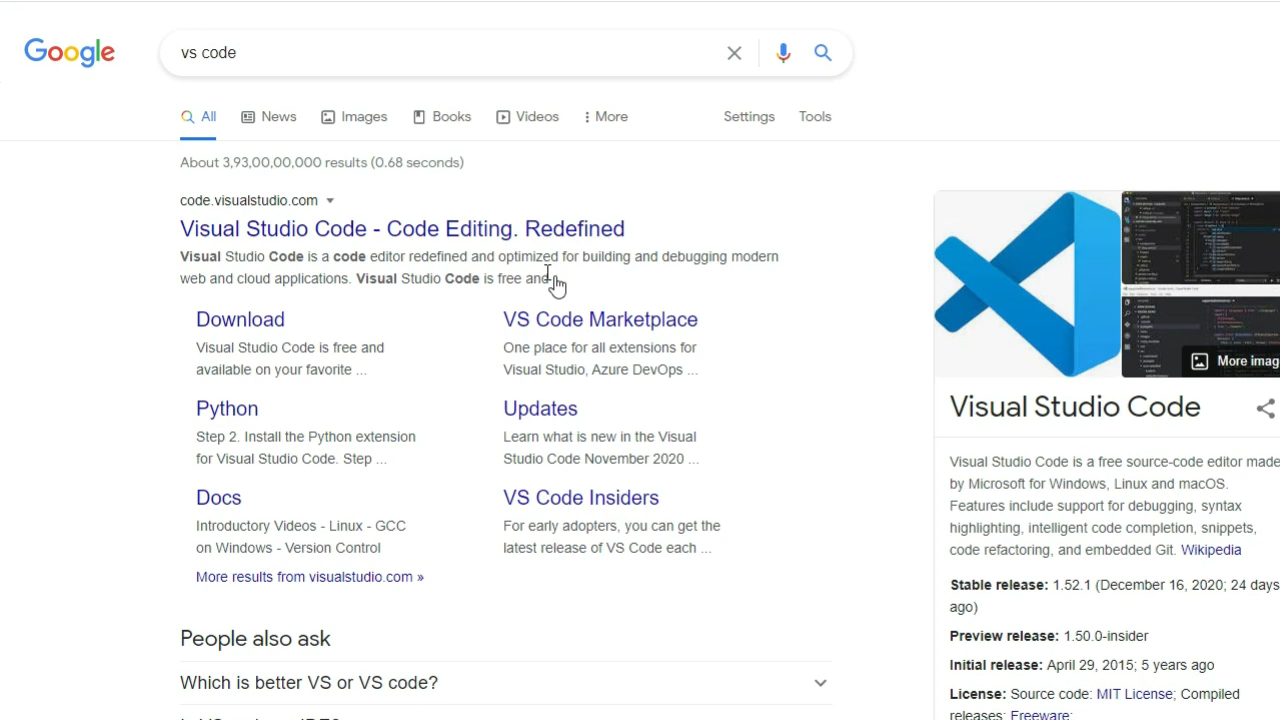 Google
vs code
All News Images Books Videos More Settings Tools
About 3,93,00,00,000 results (0.68 seconds)
code.visualstudio.com
Visual Studio Code - Code Editing. Redefined
Visual Studio Code is a code editor redefined and optimized for building and debugging modern
web and cloud applications. Visual Studio Code is free and
Download
Visual Studio Code is free and
available on your favorite ...
VS Code Marketplace
One place for all extensions for
Visual Studio, Azure DevOps ...
Python
Step 2. Install the Python extension
for Visual Studio Code. Step ...
Updates
Learn what is new in the Visual
Studio Code November 2020 ...
Docs
Introductory Videos - Linux - GCC
on Windows - Version Control
VS Code Insiders
For early adopters, you can get the
latest release of VS Code each ...
More results from visualstudio.com »
People also ask
Which is better VS or VS code?
More imag
Visual Studio Code
Visual Studio Code is a free source-code editor made
by Microsoft for Windows, Linux and macOS.
Features include support for debugging, syntax
highlighting, intelligent code completion, snippets,
code refactoring, and embedded Git. Wikipedia
Stable release: 1.52.1 (December 16, 2020; 24 days
ago)
Preview release: 1.50.0-insider
Initial release: April 29, 2015; 5 years ago
License: Source code: MIT License; Compiled
releases: Freeware;